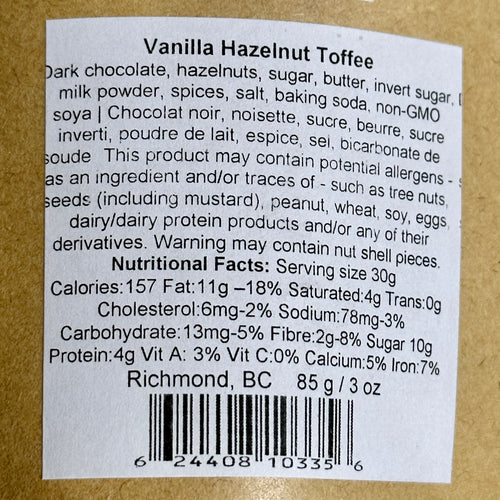 Vanilla Hazelnut Toffee
Dark chocolate, hazelnuts, sugar, butter, invert sugar,
milk powder, spices, salt, baking soda, non-GMO
soya | Chocolat noir, noisette, sucre, beurre, sucre
inverti, poudre de lait, espice, sel, bicarbonate de
soude This product may contain potential allergens -
as an ingredient and/or traces of - such as tree nuts,
seeds (including mustard), peanut, wheat, soy, eggs,
dairy/dairy protein products and/or any of their
derivatives. Warning may contain nut shell pieces.
Nutritional Facts: Serving size 30g
Calories:157 Fat:11g –18% Saturated:4g Trans:0g
Cholesterol:6mg-2% Sodium:78mg-3%
Carbohydrate:13mg-5% Fibre:2g-8% Sugar 10g
Protein:4g Vit A: 3% Vit C:0% Calcium:5% Iron:7%
Richmond, BC 85 g / 3 oz
6 24408 10335 6